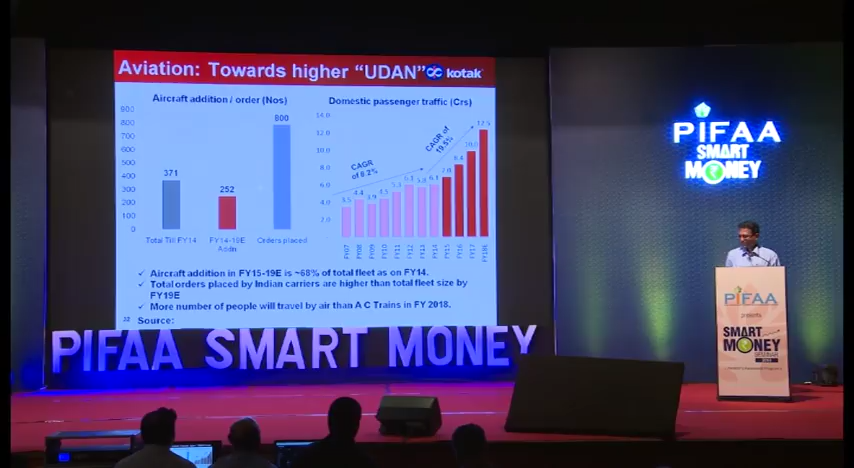 Aviation: Towards higher "UDAN"
kotak
Aircraft addition / order (Nos)
900
800
700
600
500
400
300
200
100
0
371
252
800
Total Till FY14
FY14-19E
Addn
Orders placed
Domestic passenger traffic (Crs)
14.0
12.0
10.0
8.0
6.0
4.0
2.0
CAGR
of 8.2%
CAGR of
19.5%
3.5
4.4
3.9
4.5
5.3
6.1
5.8
6.1
7.0
8.4
10.0
12.5
FY07
FY08
FY09
FY10
FY11
FY12
FY13
FY14
FY15
FY16
FY17
✓ Aircraft addition in FY15-19E is ~68% of total fleet as on FY14.
✓ Total orders placed by Indian carriers are higher than total fleet size by
FY19E
✓ More number of people will travel by air than A C Trains in FY 2018.
Source:
PIFAA SMART MONEY
PIFAA
SMART
MONEY
PIFAA
presents
SMART
MONEY
SEMINAR